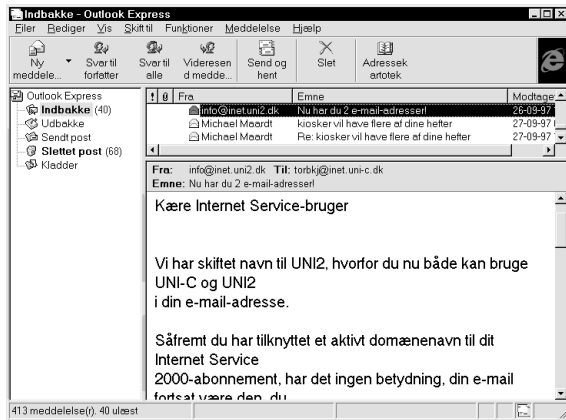 Indbakke - Outlook Express
Filer Rediger Vis Skift til Funktioner Meddelelse Hjælp
Ny meddele... Svar til forfatter Svar til alle Videresen d medde... Send og hent Slet Adressek artotek
Outlook Express
Indbakke (40)
Udbakke
Sendt post
Slettet post (68)
Kladder
! Fra Emne Modtaget
info@inet.uni2.dk Nu har du 2 e-mail-adresser! 26-09-97
Michael Maardt kiosker vil have flere af dine hefter 27-09-97 1
Michael Maardt Re: kiosker vil have flere af dine hefter 27-09-97
Fra: info@inet.uni2.dk Til: torbkj@inet.uni-c.dk
Emne: Nu har du 2 e-mail-adresser!
Kære Internet Service-bruger
Vi har skiftet navn til UNI2, hvorfor du nu både kan bruge
UNI-C og UNI2
i din e-mail-adresse.
Såfremt du har tilknyttet et aktivt domænenavn til dit
Internet Service
2000-abonnement, har det ingen betydning, din e-mail
fortsat være den, du
413 meddelelse(r). 40 ulæst